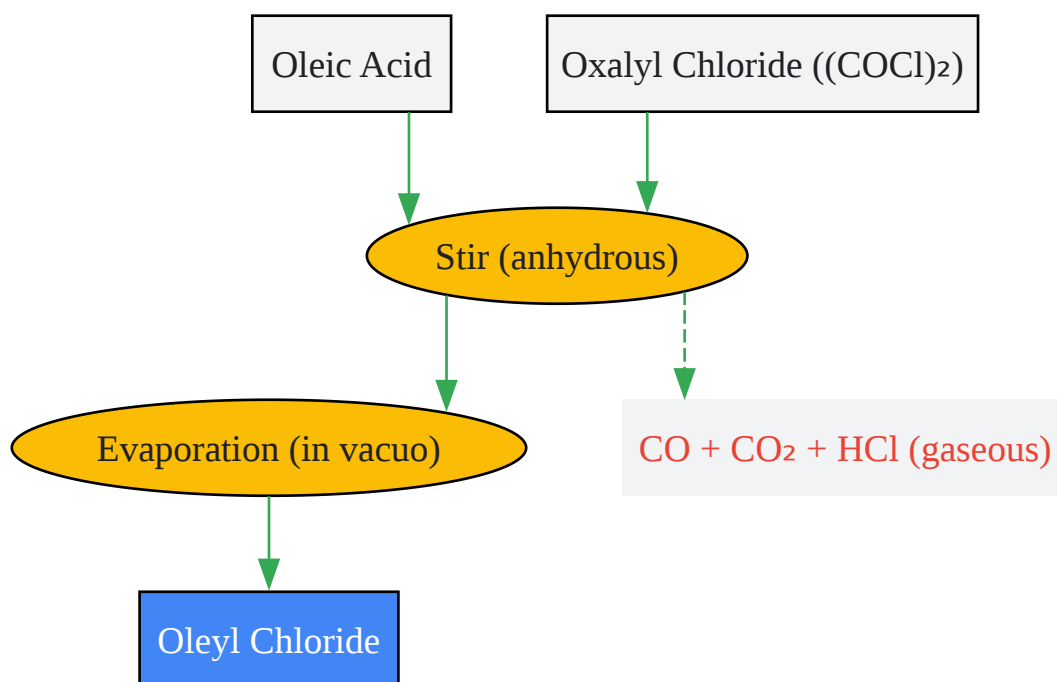 Oleic Acid
Oxalyl Chloride ((COCl)₂)
Stir (anhydrous)
Evaporation (in vacuo)
CO + CO₂ + HCl (gaseous)
Oleyl Chloride